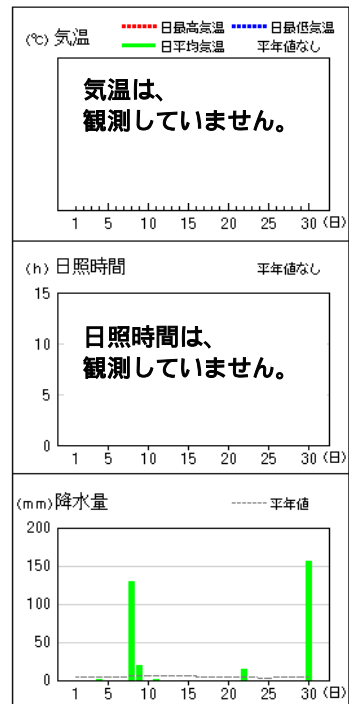 (℃) 気温 日最高気温 日最低気温
日平均気温 平年値なし
気温は、
観測していません。
1 5 10 15 20 25 30 (日)
(h) 日照時間 平年値なし
15
10
日照時間は、
観測していません。
5
0
1 5 10 15 20 25 30 (日)
(mm) 降水量 平年値
200
150
100
50
0
1 5 10 15 20 25 30 (日)